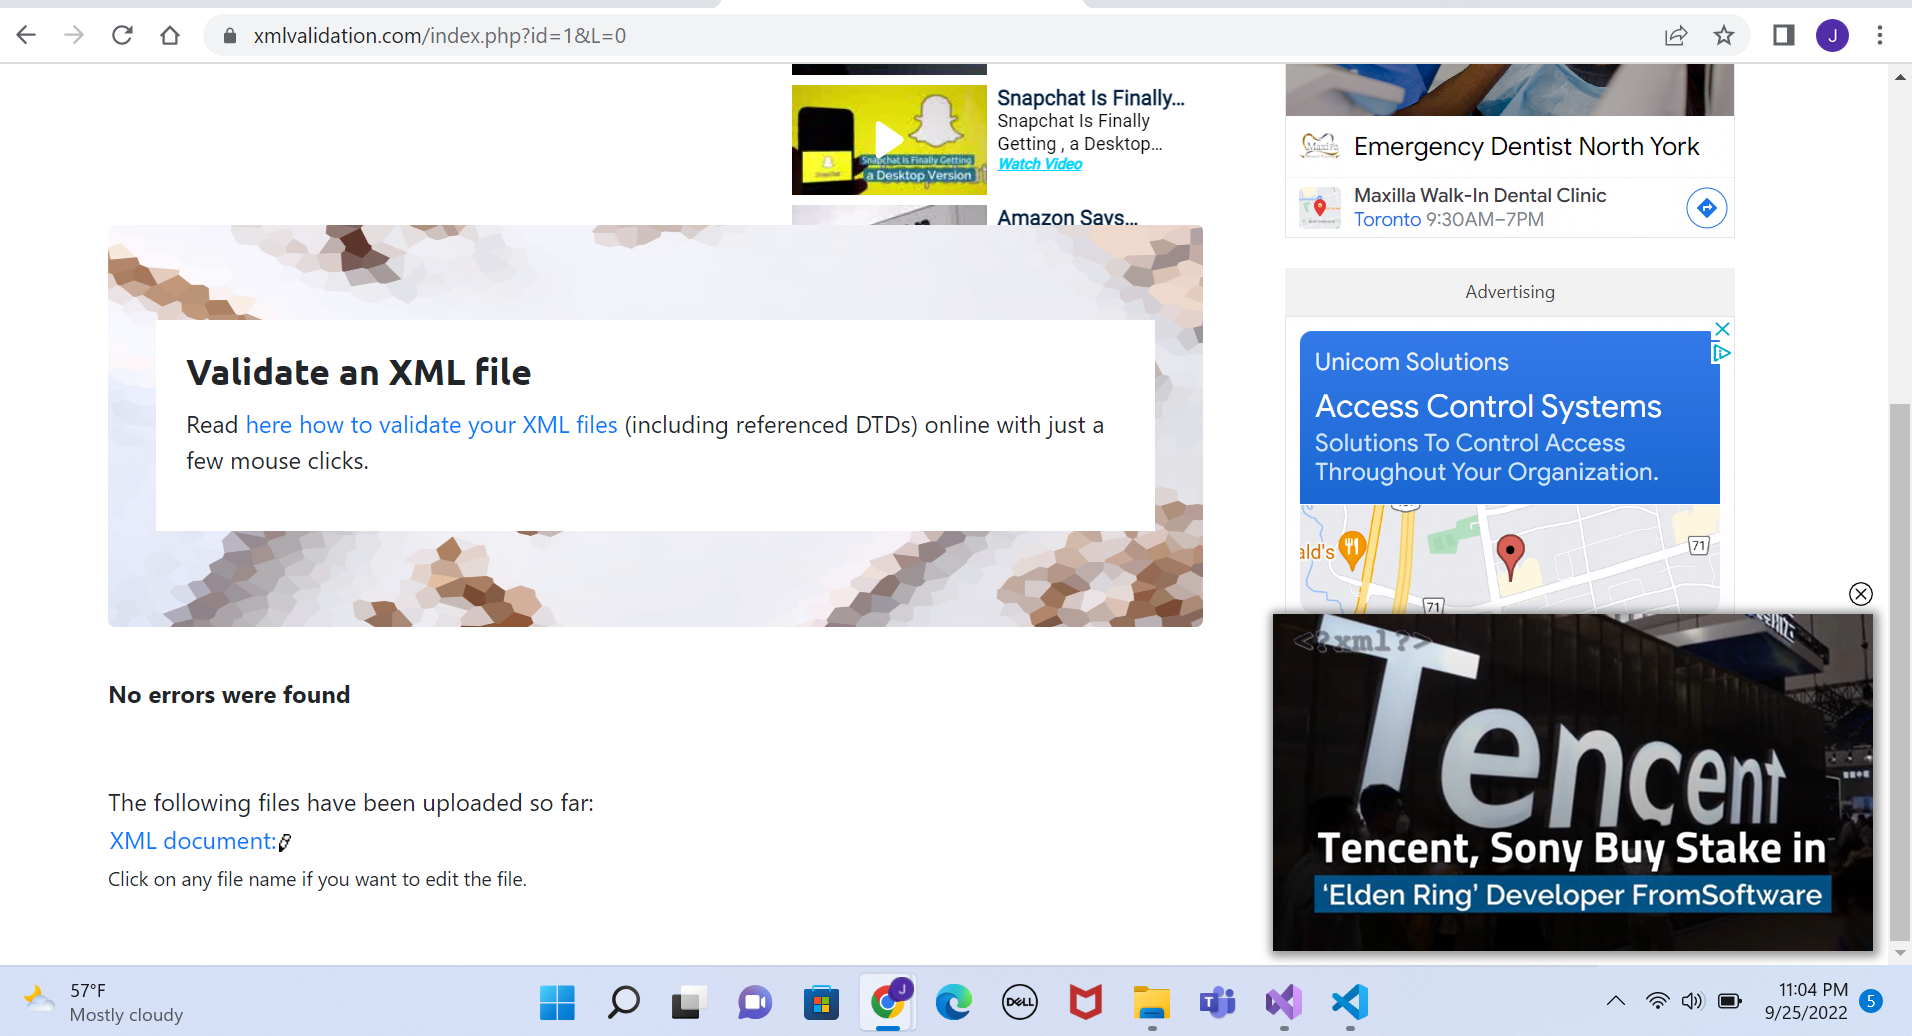 xmlvalidation.com/index.php?id=1&L=0
J
Snapchat Is Finally Getting
a Desktop Version
Snapchat Is Finally...
Snapchat Is Finally
Getting , a Desktop...
Watch Video
Amazon Says...
Validate an XML file
Read here how to validate your XML files (including referenced DTDs) online with just a
few mouse clicks.
No errors were found
The following files have been uploaded so far:
XML document:
Click on any file name if you want to edit the file.
Maxilla
Emergency Dentist North York
Maxilla Walk-In Dental Clinic
Toronto 9:30AM–7PM
Advertising
Unicom Solutions
Access Control Systems
Solutions To Control Access
Throughout Your Organization.
ald's
71
71
<?xml?>
Tencent
Tencent, Sony Buy Stake in
'Elden Ring' Developer FromSoftware
57°F
Mostly cloudy
J
DELL
11:04 PM
9/25/2022
5